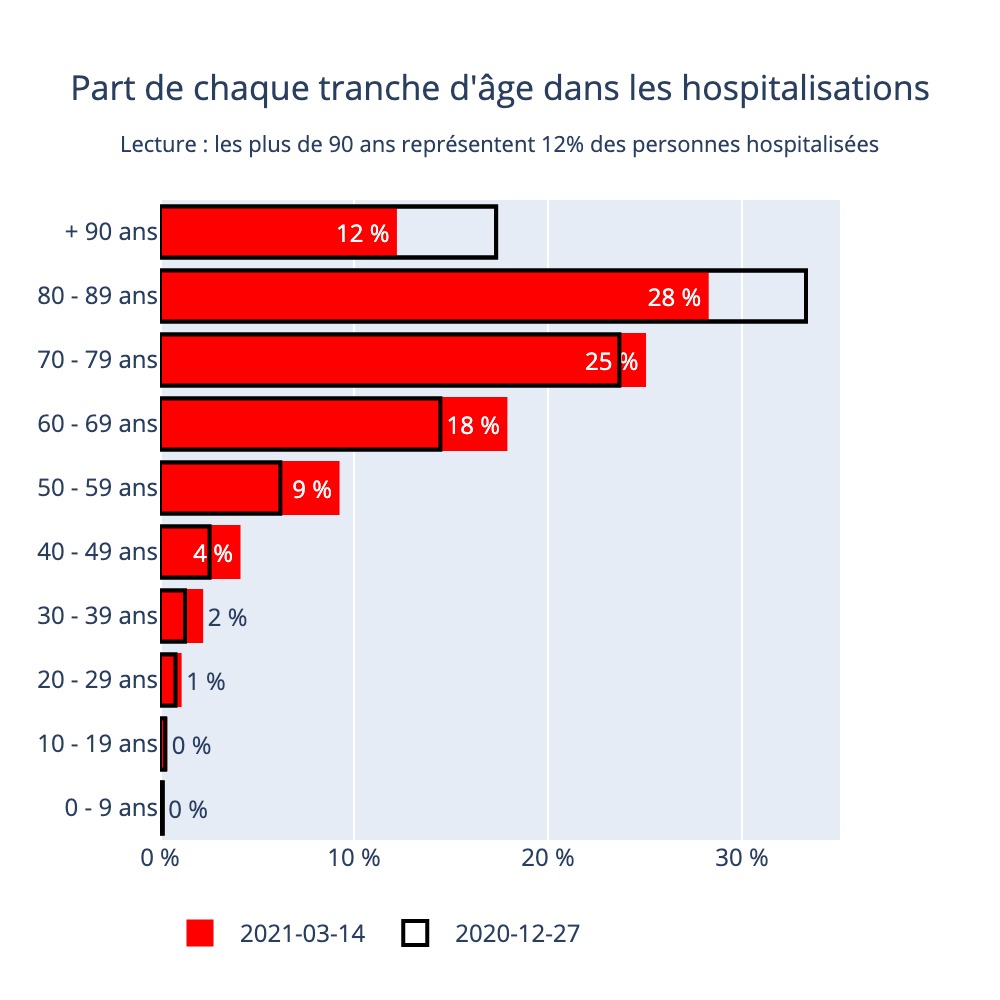 Part de chaque tranche d'âge dans les hospitalisations
Lecture : les plus de 90 ans représentent 12% des personnes hospitalisées
+ 90 ans 12 %
80 - 89 ans 28 %
70 - 79 ans 25 %
60 - 69 ans 18 %
50 - 59 ans 9 %
40 - 49 ans 4 %
30 - 39 ans 2 %
20 - 29 ans 1 %
10 - 19 ans 0 %
0 - 9 ans 0 %
0 % 10 % 20 % 30 %
2021-03-14 2020-12-27